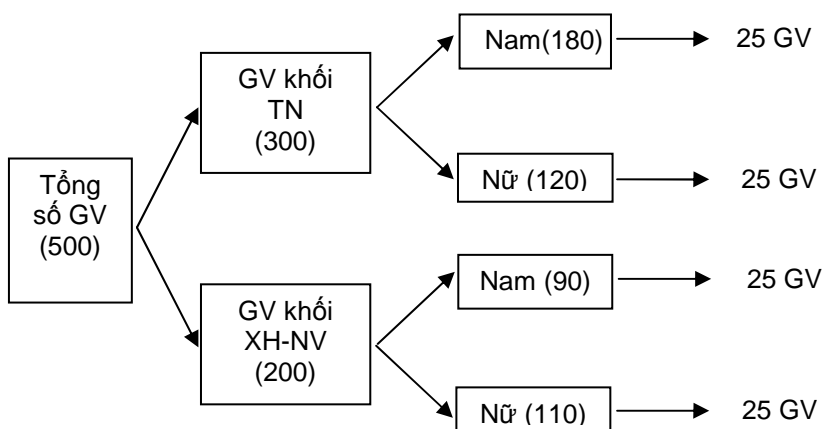 Tổng
số GV
(500)
GV khối
TN
(300)
Nam(180)
25 GV
Nữ (120)
25 GV
GV khối
XH-NV
(200)
Nam (90)
25 GV
Nữ (110)
25 GV